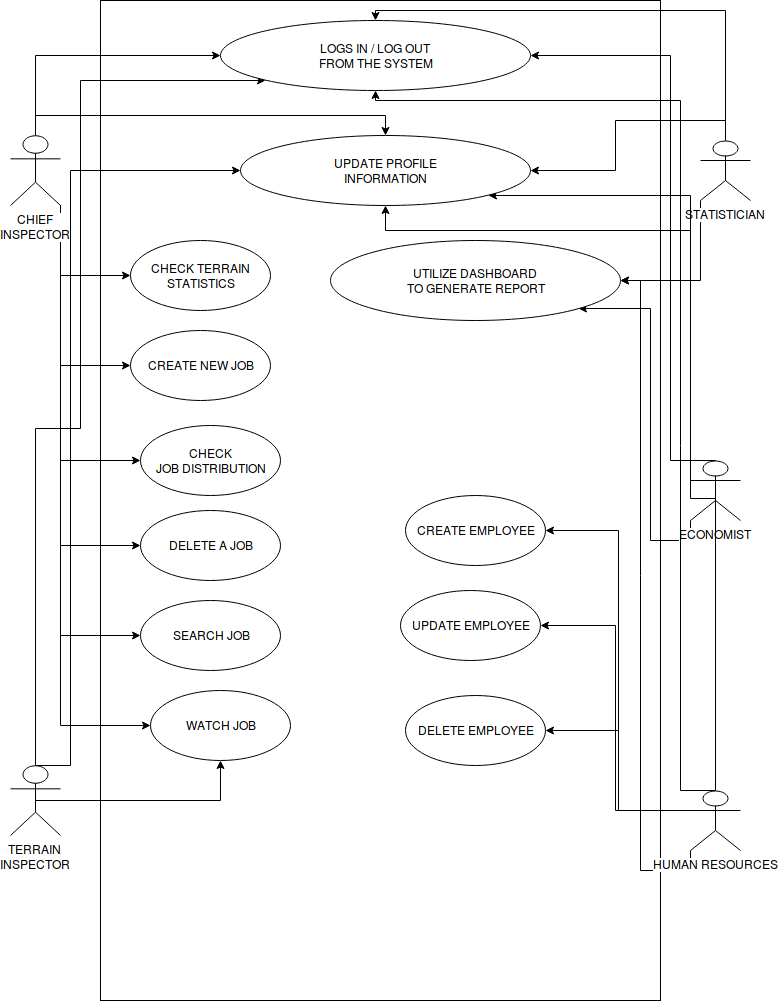 LOGS IN / LOG OUT
FROM THE SYSTEM
UPDATE PROFILE
INFORMATION
CHIEF
INSPECTOR
STATISTICIAN
CHECK TERRAIN
STATISTICS
UTILIZE DASHBOARD
TO GENERATE REPORT
CREATE NEW JOB
CHECK
JOB DISTRIBUTION
CREATE EMPLOYEE
ECONOMIST
DELETE A JOB
SEARCH JOB
UPDATE EMPLOYEE
WATCH JOB
DELETE EMPLOYEE
TERRAIN
INSPECTOR
HUMAN RESOURCES